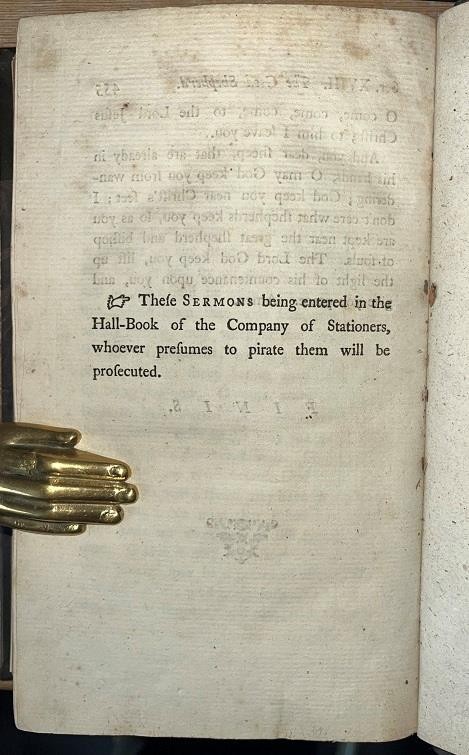 ☞ Theſe SERMONS being entered in the
Hall-Book of the Company of Stationers,
whoever preſumes to pirate them will be
proſecuted.